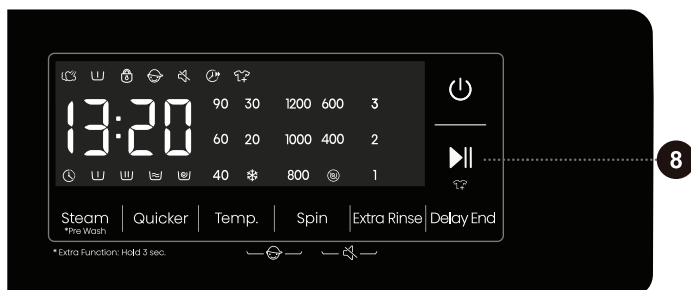 90 30 1200 600 3
13:20
60 20 1000 400 2
40 800 1
8
Steam Quicker Temp. Spin Extra Rinse Delay End
*Pre Wash
* Extra Function: Hold 3 sec.